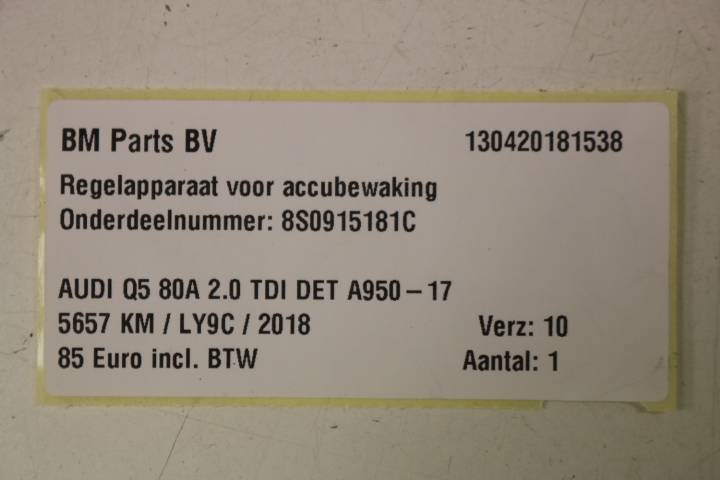 BM Parts BV 130420181538
Regelapparaat voor accubewaking
Onderdeelnummer: 8S0915181C
AUDI Q5 80A 2.0 TDI DET A950 – 17
5657 KM / LY9C / 2018 Verz: 10
85 Euro incl. BTW Aantal: 1